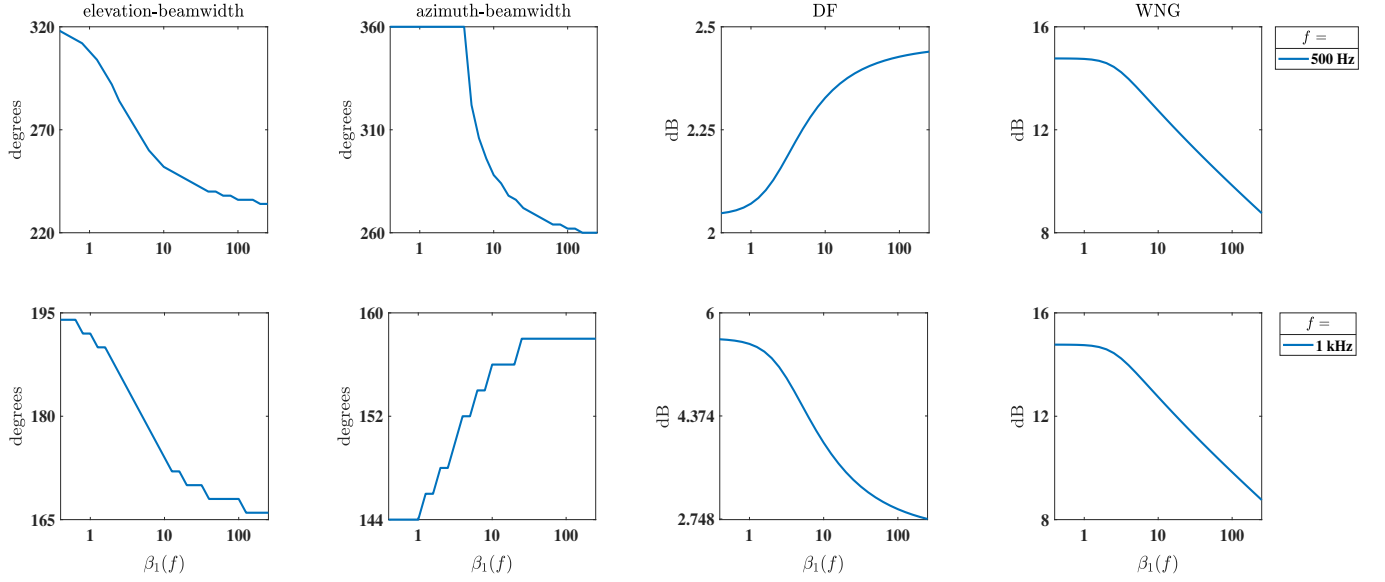 elevation-beamwidth
azimuth-beamwidth
DF
WNG
degrees
320
270
220
1
10
100
degrees
360
310
260
1
10
100
dB
2.5
2.25
2
1
10
100
dB
16
12
8
1
10
100
f =
500 Hz
degrees
195
180
165
1
10
100
β₁(f)
degrees
160
152
144
1
10
100
β₁(f)
dB
6
4.374
2.748
1
10
100
β₁(f)
dB
16
12
8
1
10
100
β₁(f)
f =
1 kHz